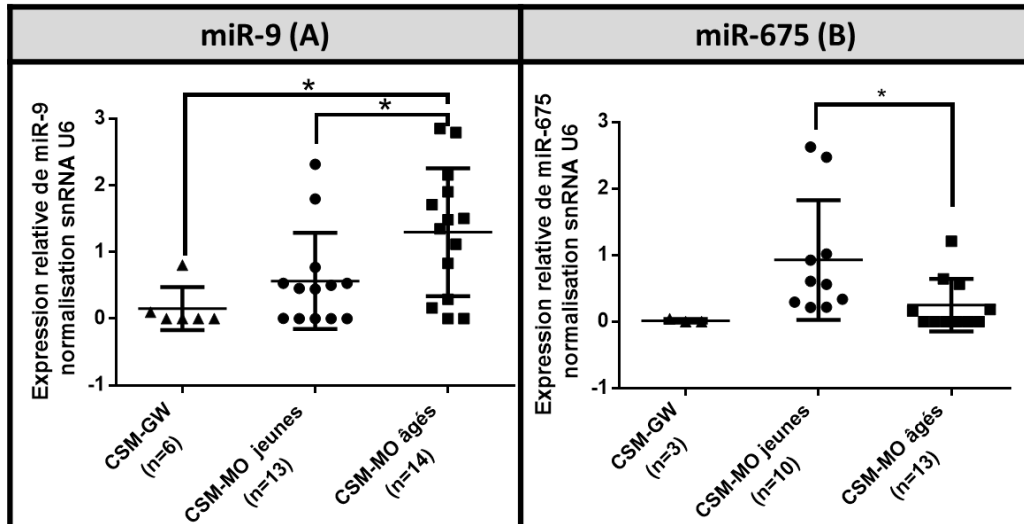 miR-9 (A)
miR-675 (B)
Expression relative de miR-9
normalisation snRNA U6
3
2
1
0
-1
*
*
CSM-GW
(n=6)
CSM-MO jeunes
(n=13)
CSM-MO âgés
(n=14)
Expression relative de miR-675
normalisation snRNA U6
3
2
1
0
-1
*
CSM-GW
(n=3)
CSM-MO jeunes
(n=10)
CSM-MO âgés
(n=13)